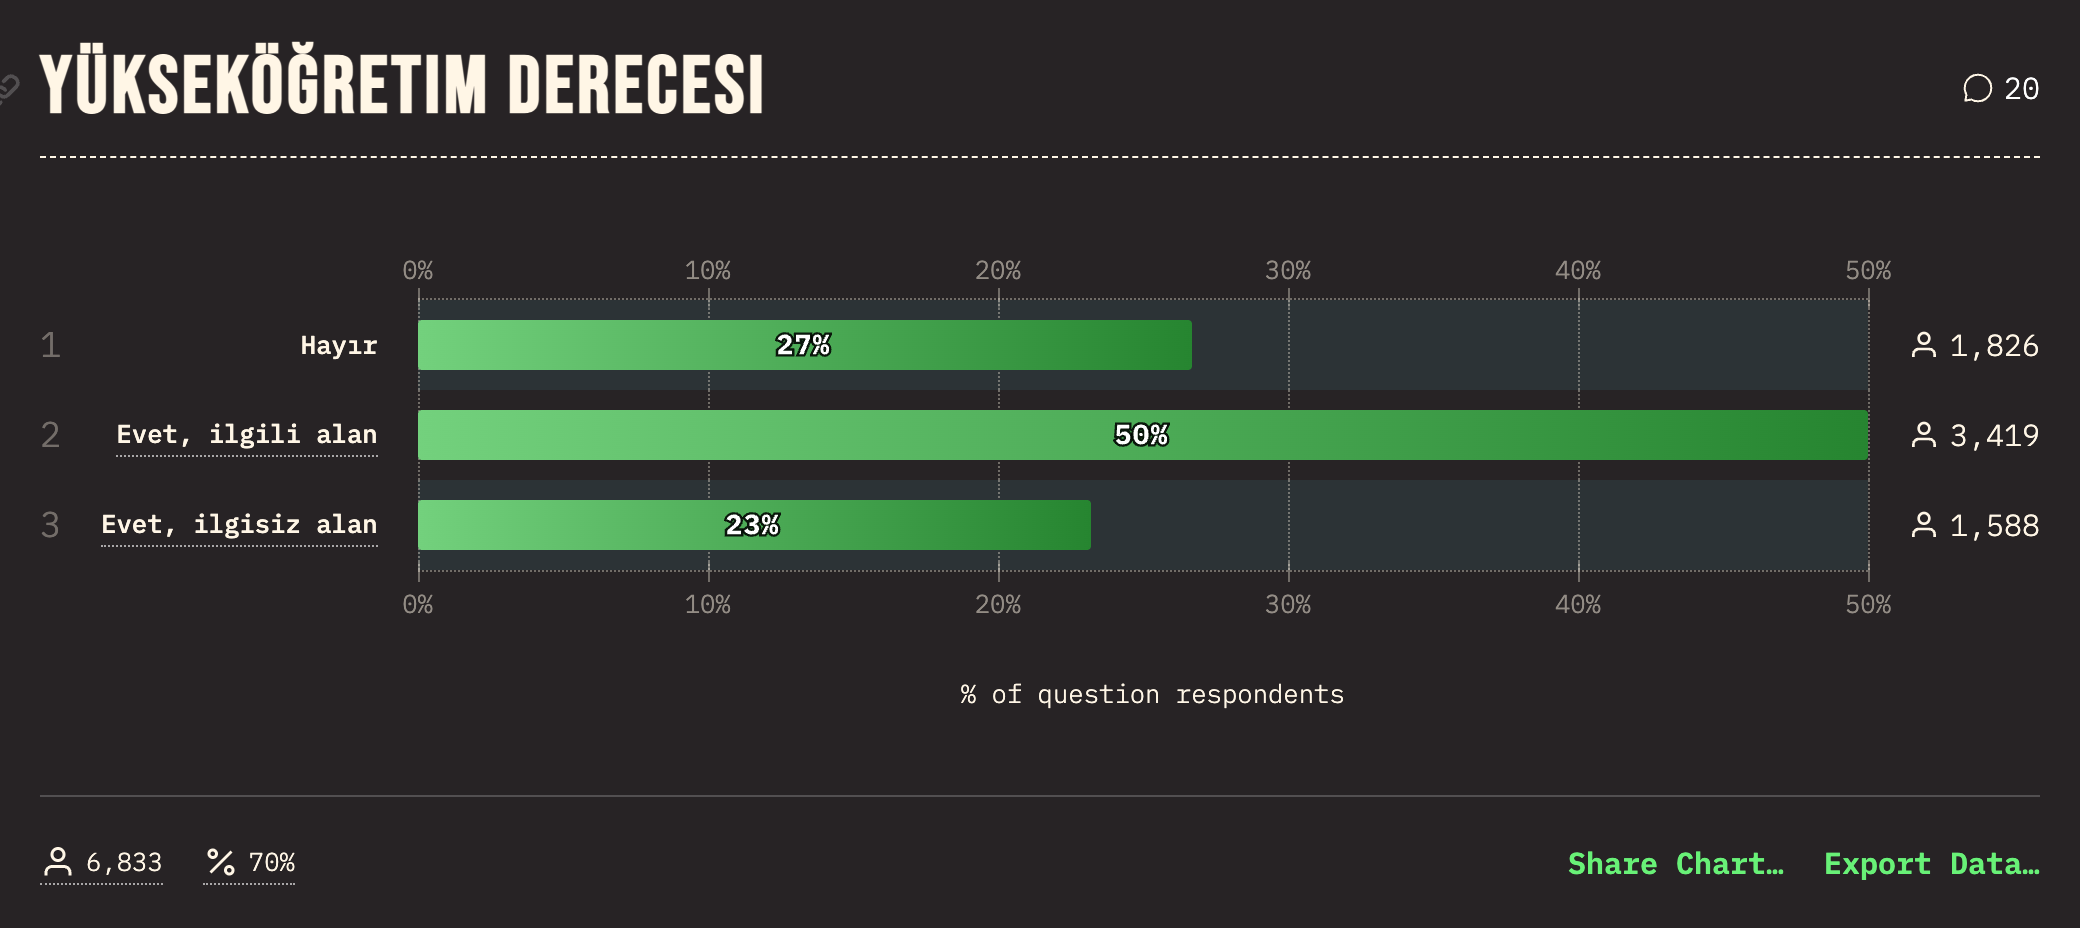 YÜKSEKÖĞRETIM DERECESI
20
0% 10% 20% 30% 40% 50%
1 Hayır 27% 1,826
2 Evet, ilgili alan 50% 3,419
3 Evet, ilgisiz alan 23% 1,588
0% 10% 20% 30% 40% 50%
% of question respondents
6,833 % 70% Share Chart… Export Data…